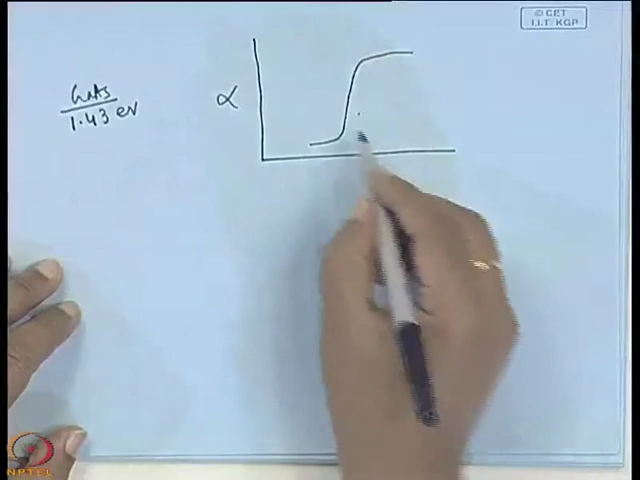 © CET
I.I.T. KGP
GaAs
1.43 eV
α
NPTEL